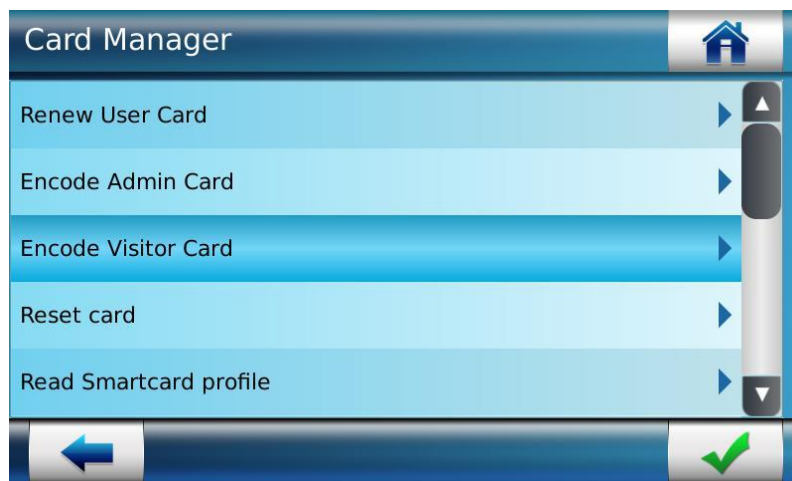 Card Manager
Renew User Card
Encode Admin Card
Encode Visitor Card
Reset card
Read Smartcard profile